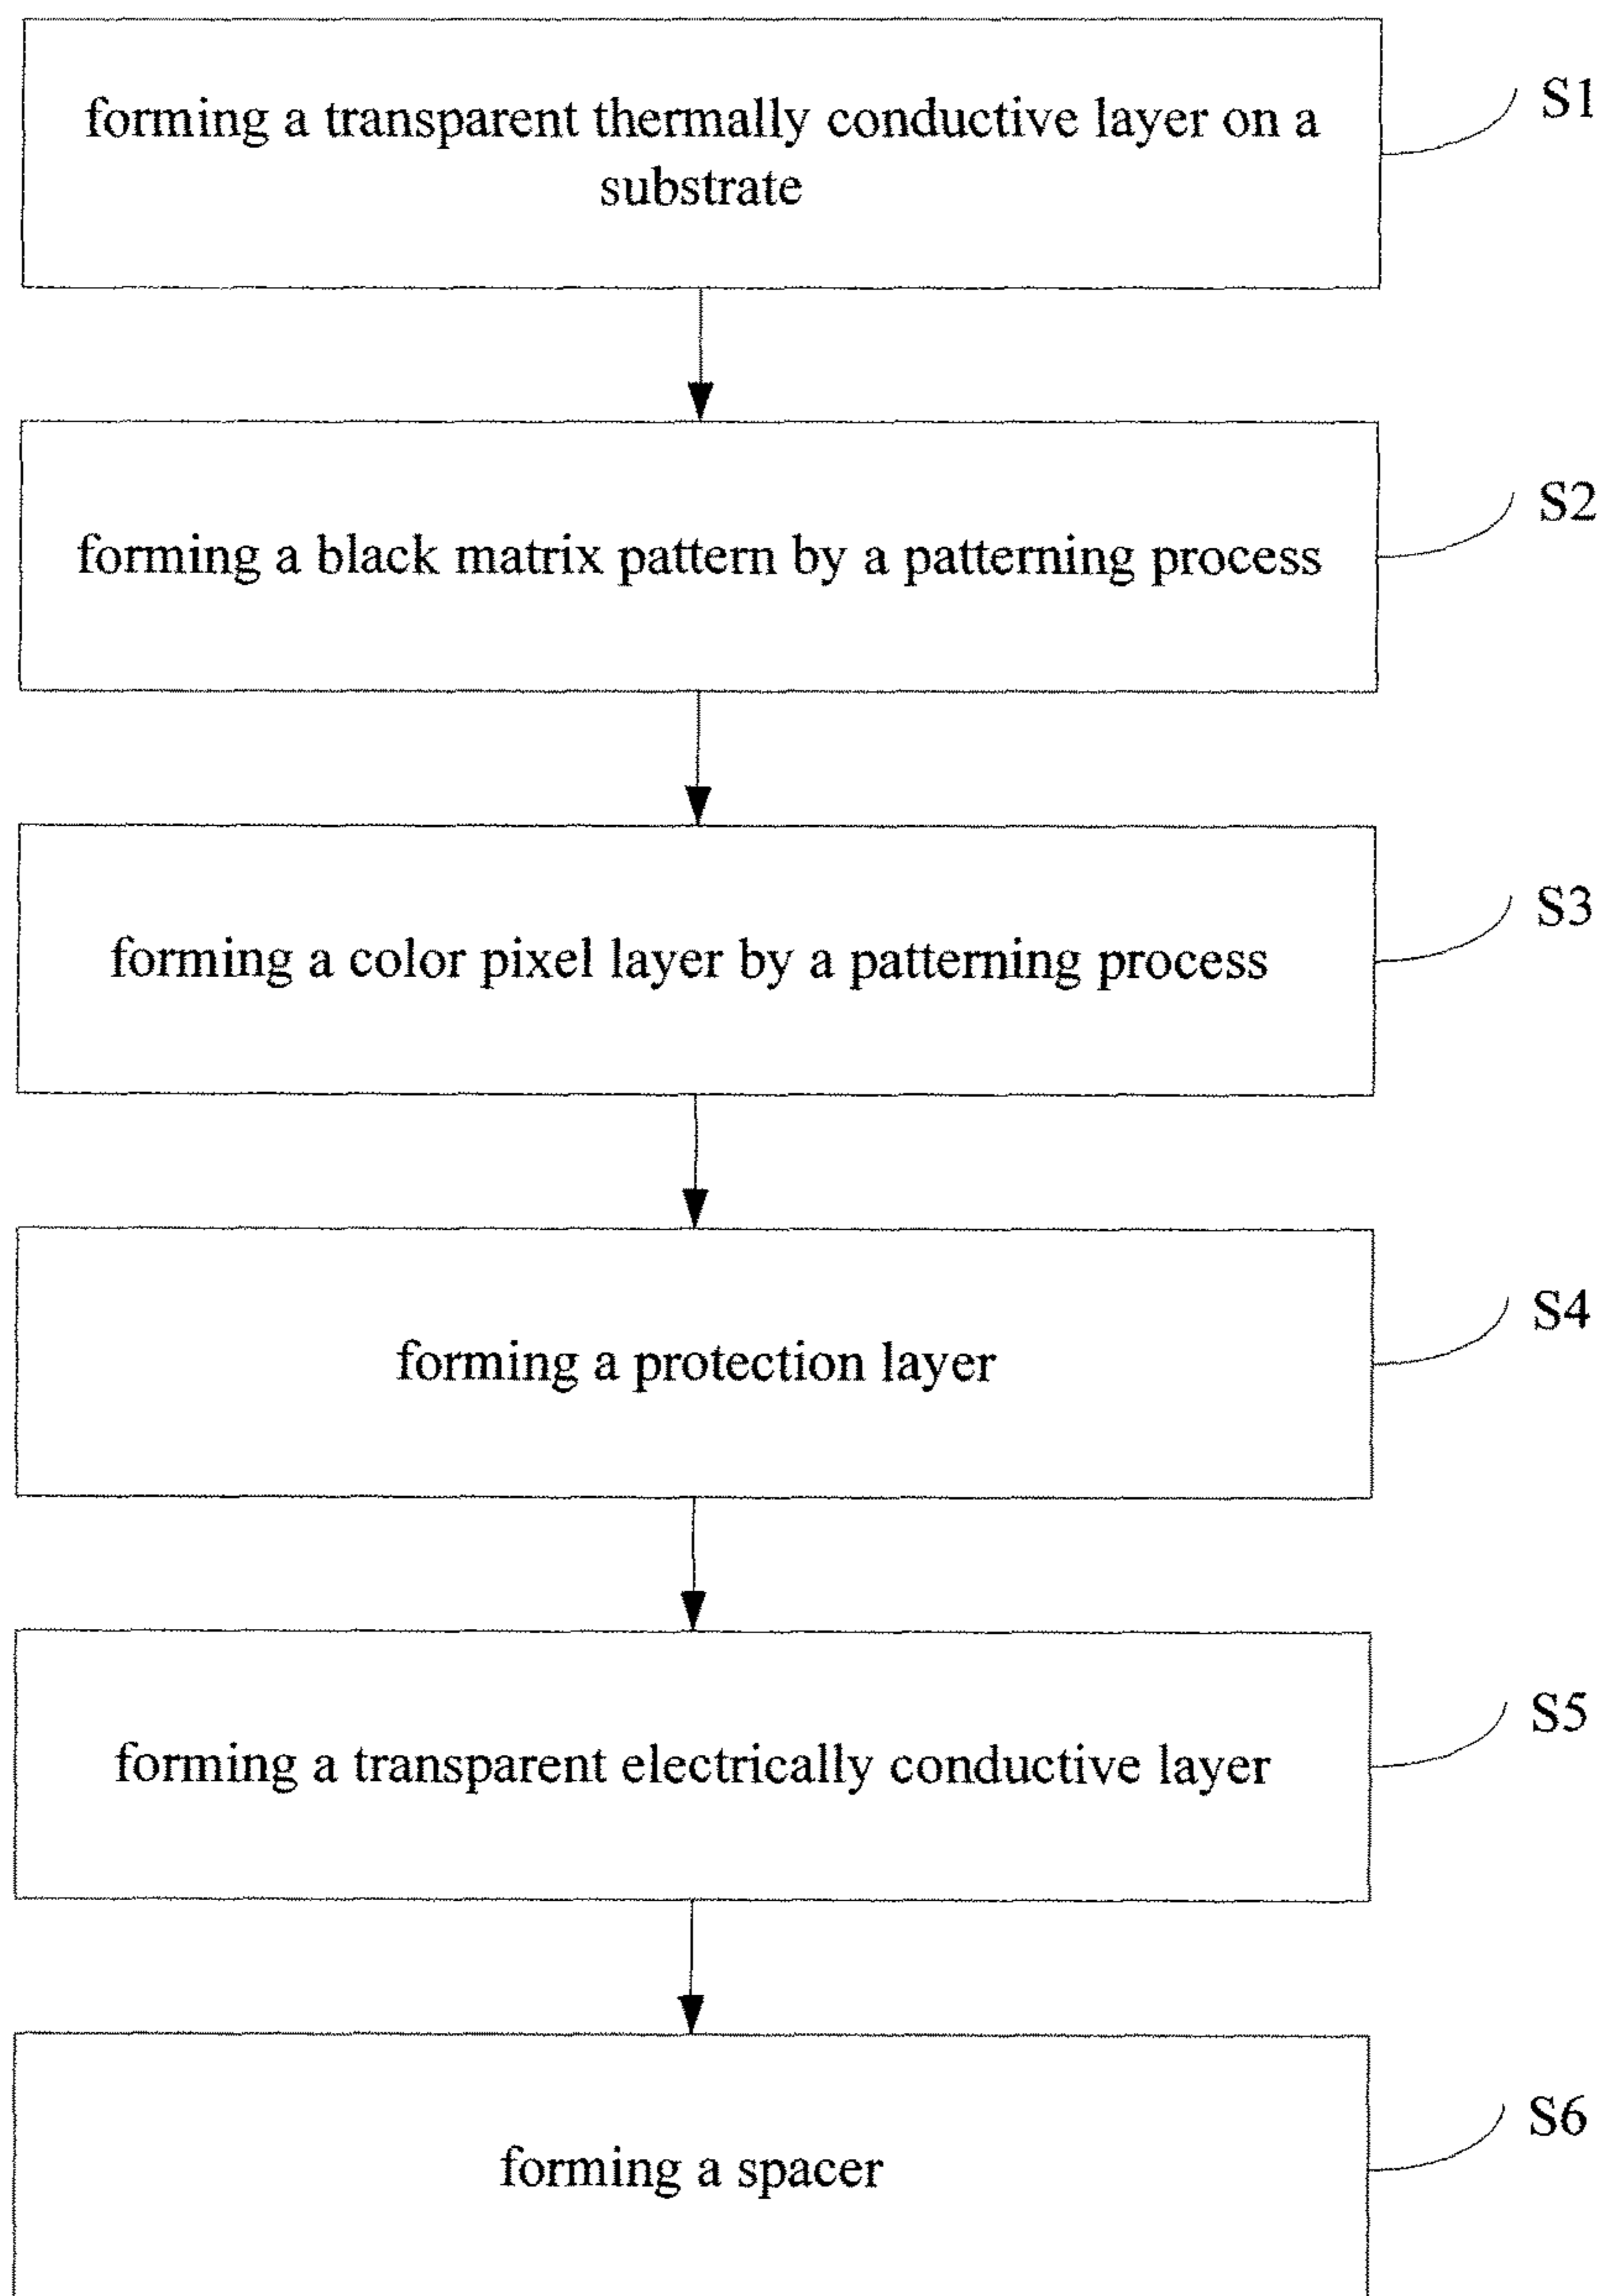 forming a transparent thermally conductive layer on a
substrate
S1
forming a black matrix pattern by a patterning process
S2
forming a color pixel layer by a patterning process
S3
forming a protection layer
S4
forming a transparent electrically conductive layer
S5
forming a spacer
S6